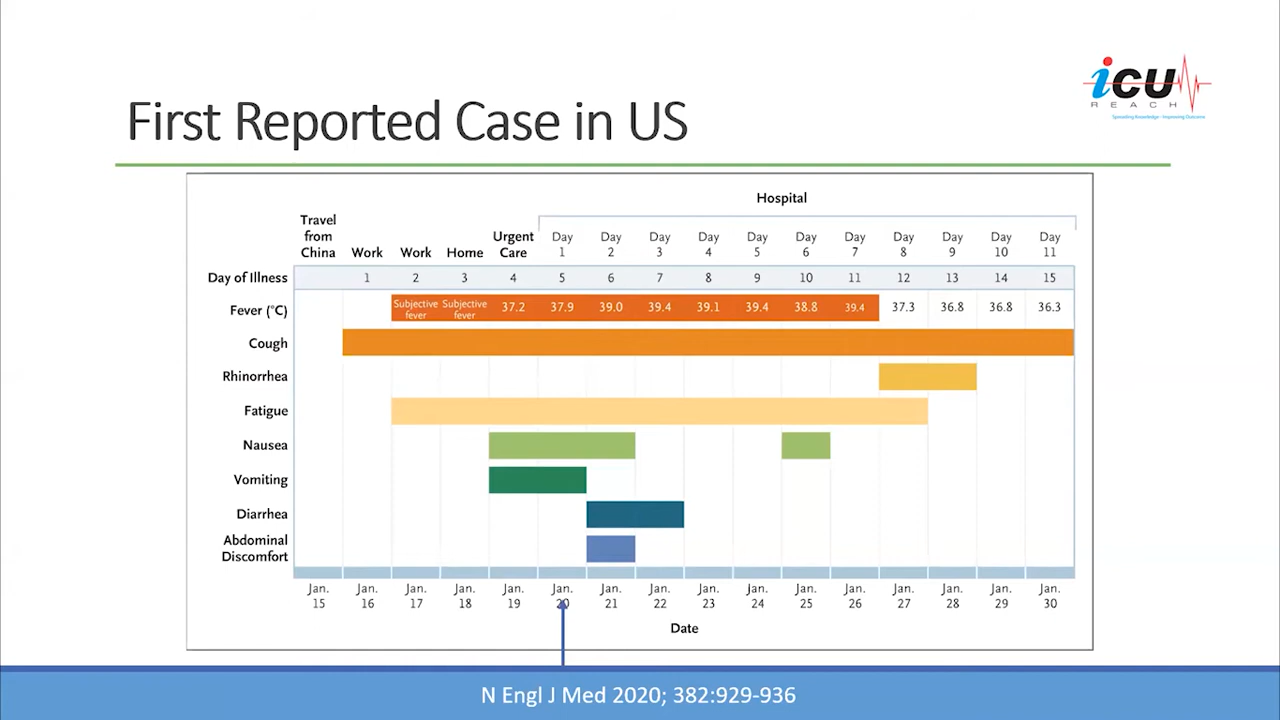 iCU
REACH
Spreading Knowledge - Improving Outcome
First Reported Case in US
Hospital
Travel from China Work Work Home Urgent Care Day 1 Day 2 Day 3 Day 4 Day 5 Day 6 Day 7 Day 8 Day 9 Day 10 Day 11
Day of Illness 1 2 3 4 5 6 7 8 9 10 11 12 13 14 15
Fever (°C) Subjective fever Subjective fever 37.2 37.9 39.0 39.4 39.1 39.4 38.8 39.4 37.3 36.8 36.8 36.3
Cough
Rhinorrhea
Fatigue
Nausea
Vomiting
Diarrhea
Abdominal
Discomfort
Jan. 15 Jan. 16 Jan. 17 Jan. 18 Jan. 19 Jan. 20 Jan. 21 Jan. 22 Jan. 23 Jan. 24 Jan. 25 Jan. 26 Jan. 27 Jan. 28 Jan. 29 Jan. 30
Date
N Engl J Med 2020; 382:929-936